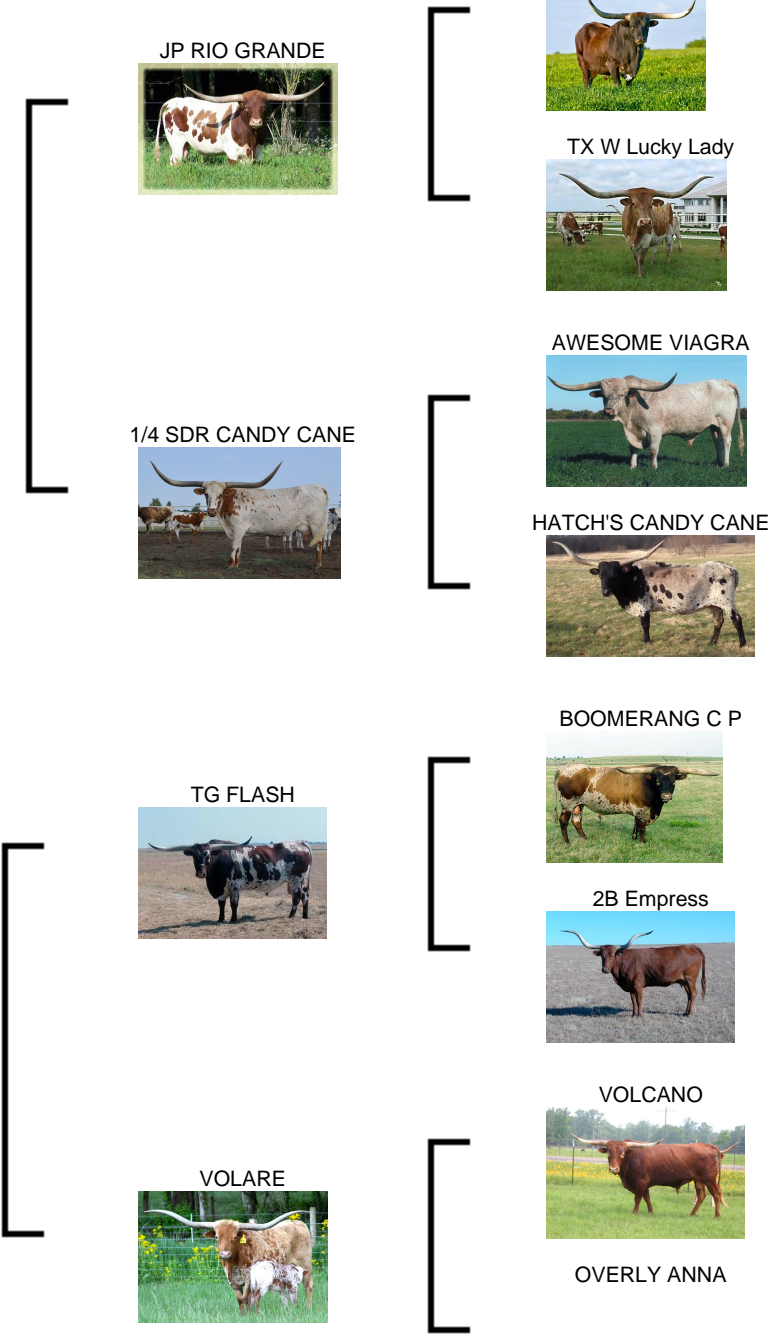 JP RIO GRANDE
TX W Lucky Lady
AWESOME VIAGRA
1/4 SDR CANDY CANE
HATCH'S CANDY CANE
BOOMERANG C P
TG FLASH
2B Empress
VOLCANO
VOLARE
OVERLY ANNA